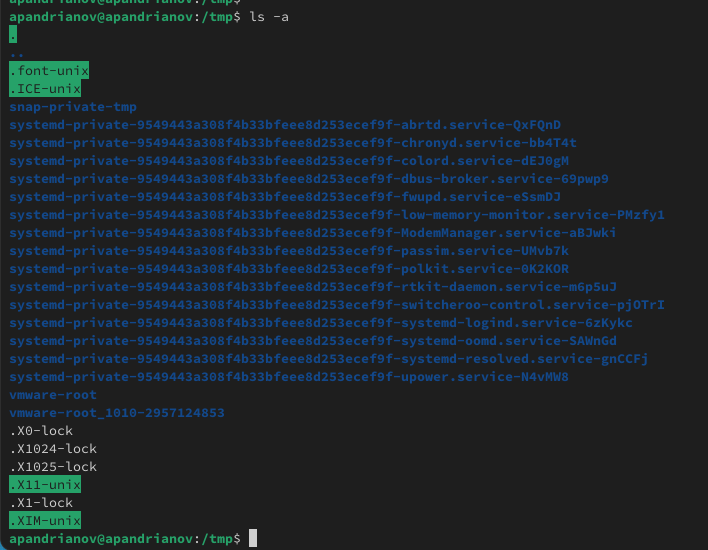 apandrianov@apandrianov:/tmp$
apandrianov@apandrianov:/tmp$ ls -a
.
..
.font-unix
.ICE-unix
snap-private-tmp
systemd-private-9549443a308f4b33bfeee8d253ecef9f-abrtd.service-QxFQnD
systemd-private-9549443a308f4b33bfeee8d253ecef9f-chronyd.service-bb4T4t
systemd-private-9549443a308f4b33bfeee8d253ecef9f-colord.service-dEJ0gM
systemd-private-9549443a308f4b33bfeee8d253ecef9f-dbus-broker.service-69pwp9
systemd-private-9549443a308f4b33bfeee8d253ecef9f-fwupd.service-eSsmDJ
systemd-private-9549443a308f4b33bfeee8d253ecef9f-low-memory-monitor.service-PMzfy1
systemd-private-9549443a308f4b33bfeee8d253ecef9f-ModemManager.service-aBJwki
systemd-private-9549443a308f4b33bfeee8d253ecef9f-passim.service-UMvb7k
systemd-private-9549443a308f4b33bfeee8d253ecef9f-polkit.service-0K2KOR
systemd-private-9549443a308f4b33bfeee8d253ecef9f-rtkit-daemon.service-m6p5uJ
systemd-private-9549443a308f4b33bfeee8d253ecef9f-switcheroo-control.service-pjOTrI
systemd-private-9549443a308f4b33bfeee8d253ecef9f-systemd-logind.service-6zKykc
systemd-private-9549443a308f4b33bfeee8d253ecef9f-systemd-oomd.service-SAWnGd
systemd-private-9549443a308f4b33bfeee8d253ecef9f-systemd-resolved.service-gnCCFj
systemd-private-9549443a308f4b33bfeee8d253ecef9f-upower.service-N4vMW8
vmware-root
vmware-root_1010-2957124853
.X0-lock
.X1024-lock
.X1025-lock
.X11-unix
.X1-lock
.XIM-unix
apandrianov@apandrianov:/tmp$